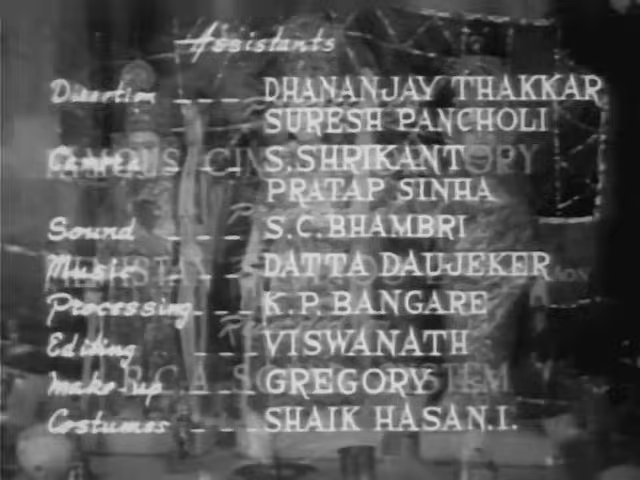 Assistants
Direction ---- DHANANJAY THAKKAR
SURESH PANCHOLI
Camera ---- S. SHRIKANT
PRATAP SINHA
Sound --- S. C. BHAMBRI
Music ---- DATTA DAUJEKER
Processing --- K. P. BANGARE
Editing --- VISWANATH
Make-up --- GREGORY
Costumes --- SHAIK HASAN. I.